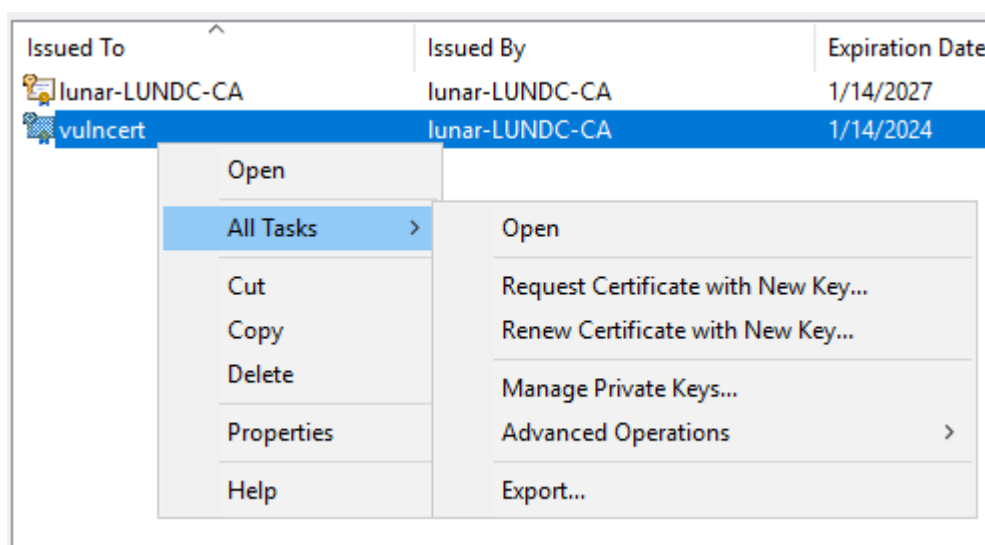 Issued To Issued By Expiration Date
lunar-LUNDC-CA lunar-LUNDC-CA 1/14/2027
vulncert lunar-LUNDC-CA 1/14/2024
Open
All Tasks
Cut
Copy
Delete
Properties
Help
Open
Request Certificate with New Key...
Renew Certificate with New Key...
Manage Private Keys...
Advanced Operations
Export...